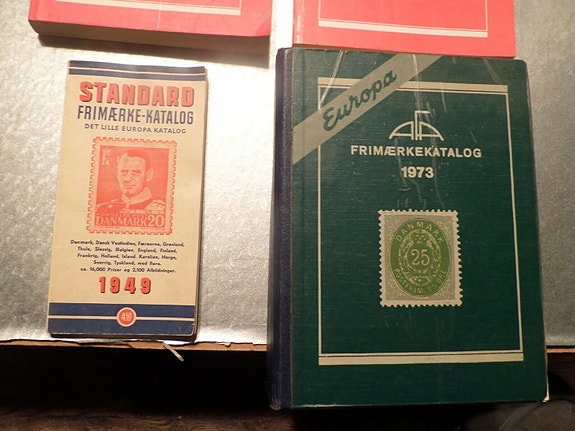 STANDARD
FRIMÆRKE-KATALOG
DET LILLE EUROPA KATALOG
DANMARK 20
Danmark, Dansk Vestindien, Færøerne, Grønland,
Thule, Slesvig, Belgien, England, Finland,
Frankrig, Holland, Island, Karelien, Norge,
Sverrig, Tyskland, med flere.
ca. 16,000 Priser og 2,100 Afbildninger.
1949
49
Europa
AFA
FRIMÆRKEKATALOG
1973
DANMARK
25